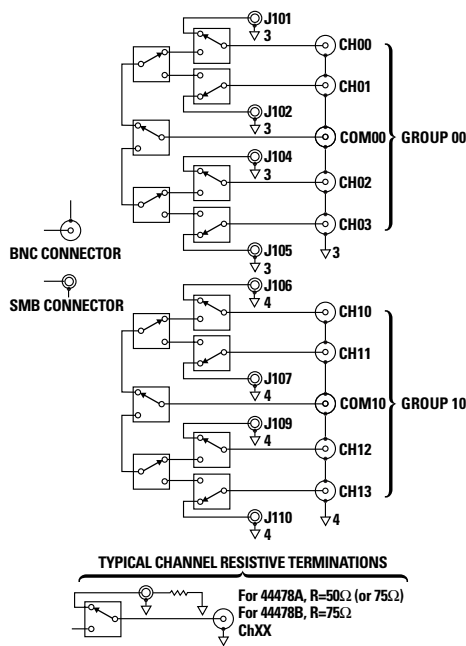 J101
3
CH00
CH01
J102
3
COM00
GROUP 00
J104
3
CH02
CH03
3
J105
3
BNC CONNECTOR
SMB CONNECTOR
J106
4
CH10
CH11
J107
4
COM10
GROUP 10
J109
4
CH12
CH13
J110
4
4
TYPICAL CHANNEL RESISTIVE TERMINATIONS
For 44478A, R=50Ω (or 75Ω)
For 44478B, R=75Ω
ChXX